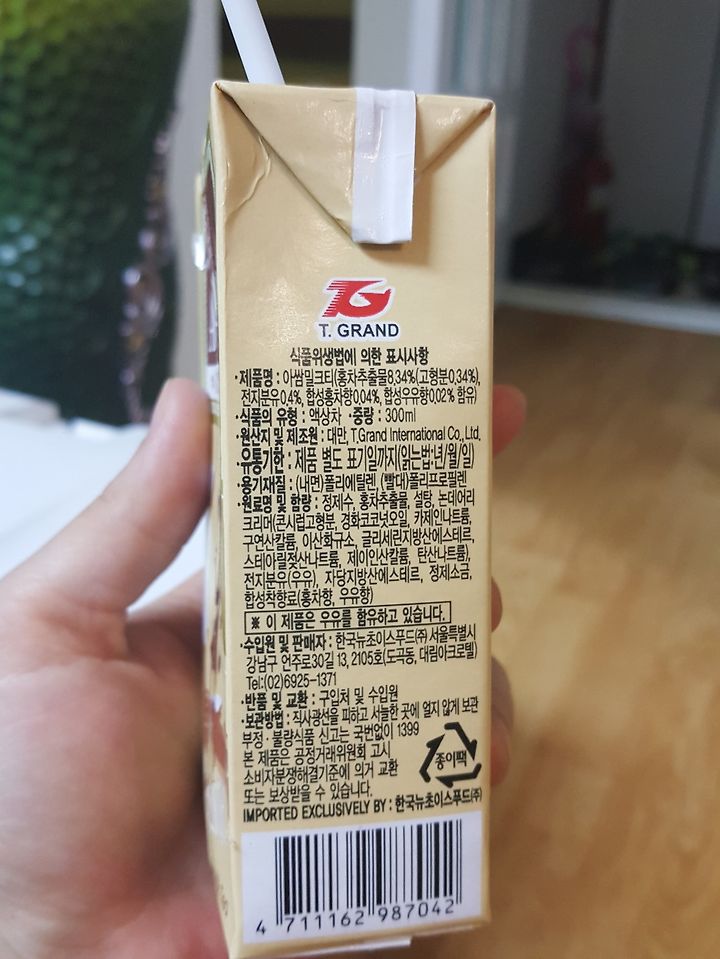 TG
T. GRAND
식품위생법에 의한 표시사항
·제품명 : 아쌈밀크티(홍차추출물8.34%(고형분0.34%),
전지분유0.4%, 합성홍차향0.04%, 합성우유향0.02% 함유)
·식품의 유형 : 액상차 ·중량 : 300ml
·원산지 및 제조원 : 대만, T.Grand International Co., Ltd.
·유통기한 : 제품 별도 표기일까지(읽는법:년/월/일)
·용기재질 : (내면)폴리에틸렌, (빨대)폴리프로필렌
·원료명 및 함량 : 정제수, 홍차추출물, 설탕, 논데어리
크리머(콘시럽고형분, 경화코코넛오일, 카제인나트륨,
구연산칼륨, 이산화규소, 글리세린지방산에스테르,
스테아릴젖산나트륨, 제이인산칼륨, 탄산나트륨),
전지분유(우유), 자당지방산에스테르, 정제소금,
합성착향료(홍차향, 우유향)
※ 이 제품은 우유를 함유하고 있습니다.
·수입원 및 판매자 : 한국뉴초이스푸드(주) 서울특별시
강남구 언주로30길 13, 2105호(도곡동, 대림아크로텔)
Tel:(02)6925-1371
·반품 및 교환 : 구입처 및 수입원
·보관방법 : 직사광선을 피하고 서늘한 곳에 얼지 않게 보관
부정·불량식품 신고는 국번없이 1399
본 제품은 공정거래위원회 고시
소비자분쟁해결기준에 의거 교환
또는 보상받을 수 있습니다.
종이팩
IMPORTED EXCLUSIVELY BY : 한국뉴초이스푸드(주)
4 711162 987042